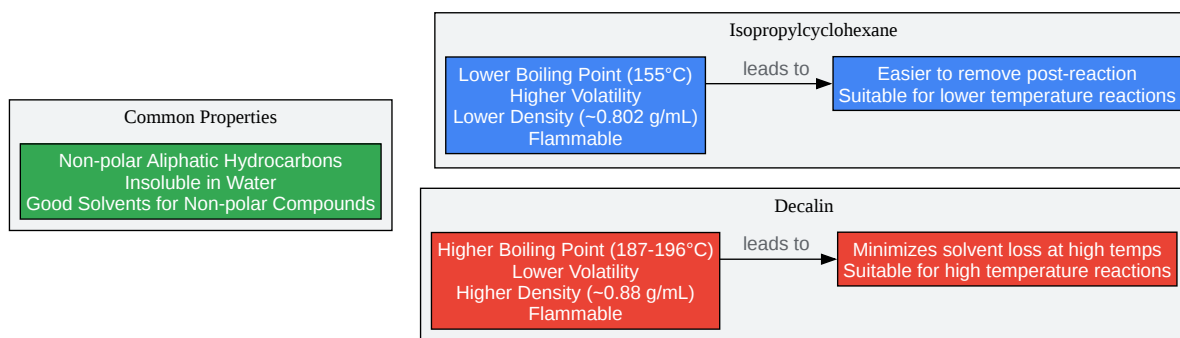 Common Properties
Non-polar Aliphatic Hydrocarbons
Insoluble in Water
Good Solvents for Non-polar Compounds
Isopropylcyclohexane
Lower Boiling Point (155°C)
Higher Volatility
Lower Density (~0.802 g/mL)
Flammable
leads to
Easier to remove post-reaction
Suitable for lower temperature reactions
Decalin
Higher Boiling Point (187-196°C)
Lower Volatility
Higher Density (~0.88 g/mL)
Flammable
leads to
Minimizes solvent loss at high temps
Suitable for high temperature reactions